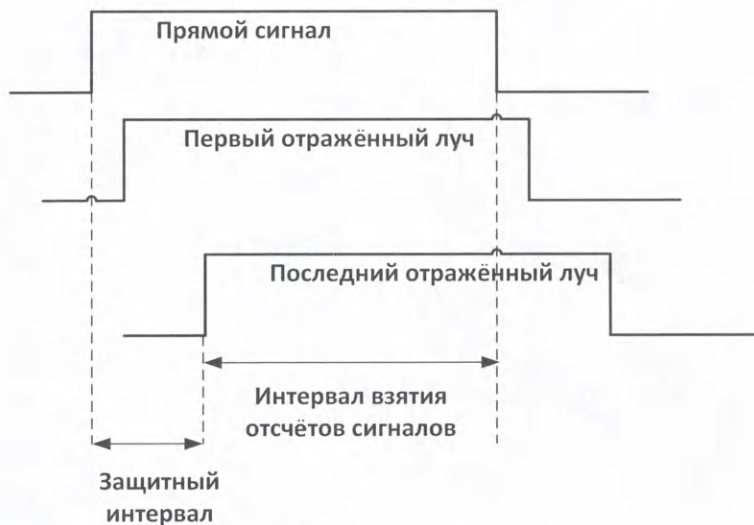 Прямой сигнал
Первый отражённый луч
Последний отражённый луч
Интервал взятия
отсчётов сигналов
Защитный
интервал